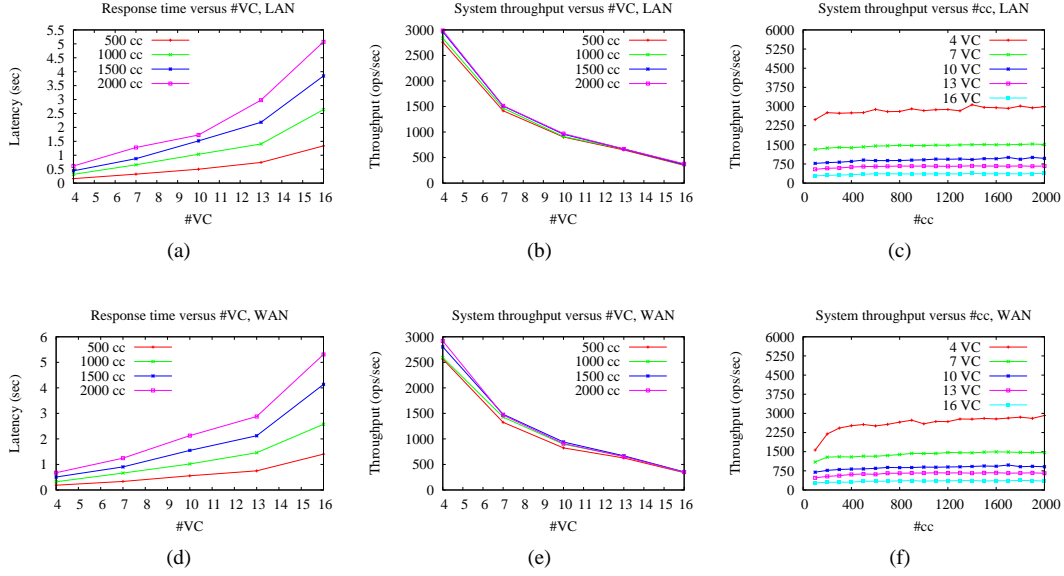 Response time versus #VC, LAN
5.5
5
4.5
4
3.5
3
2.5
2
1.5
1
0.5
0
Latency (sec)
500 cc
1000 cc
1500 cc
2000 cc
4 5 6 7 8 9 10 11 12 13 14 15 16
#VC
(a)
System throughput versus #VC, LAN
3000
2500
2000
1500
1000
500
0
Throughput (ops/sec)
500 cc
1000 cc
1500 cc
2000 cc
4 5 6 7 8 9 10 11 12 13 14 15 16
#VC
(b)
System throughput versus #cc, LAN
6000
5250
4500
3750
3000
2250
1500
750
0
Throughput (ops/sec)
4 VC
7 VC
10 VC
13 VC
16 VC
0 400 800 1200 1600 2000
#cc
(c)
Response time versus #VC, WAN
6
5
4
3
2
1
0
Latency (sec)
500 cc
1000 cc
1500 cc
2000 cc
4 5 6 7 8 9 10 11 12 13 14 15 16
#VC
(d)
System throughput versus #VC, WAN
3000
2500
2000
1500
1000
500
0
Throughput (ops/sec)
500 cc
1000 cc
1500 cc
2000 cc
4 5 6 7 8 9 10 11 12 13 14 15 16
#VC
(e)
System throughput versus #cc, WAN
6000
5250
4500
3750
3000
2250
1500
750
0
Throughput (ops/sec)
4 VC
7 VC
10 VC
13 VC
16 VC
0 400 800 1200 1600 2000
#cc
(f)